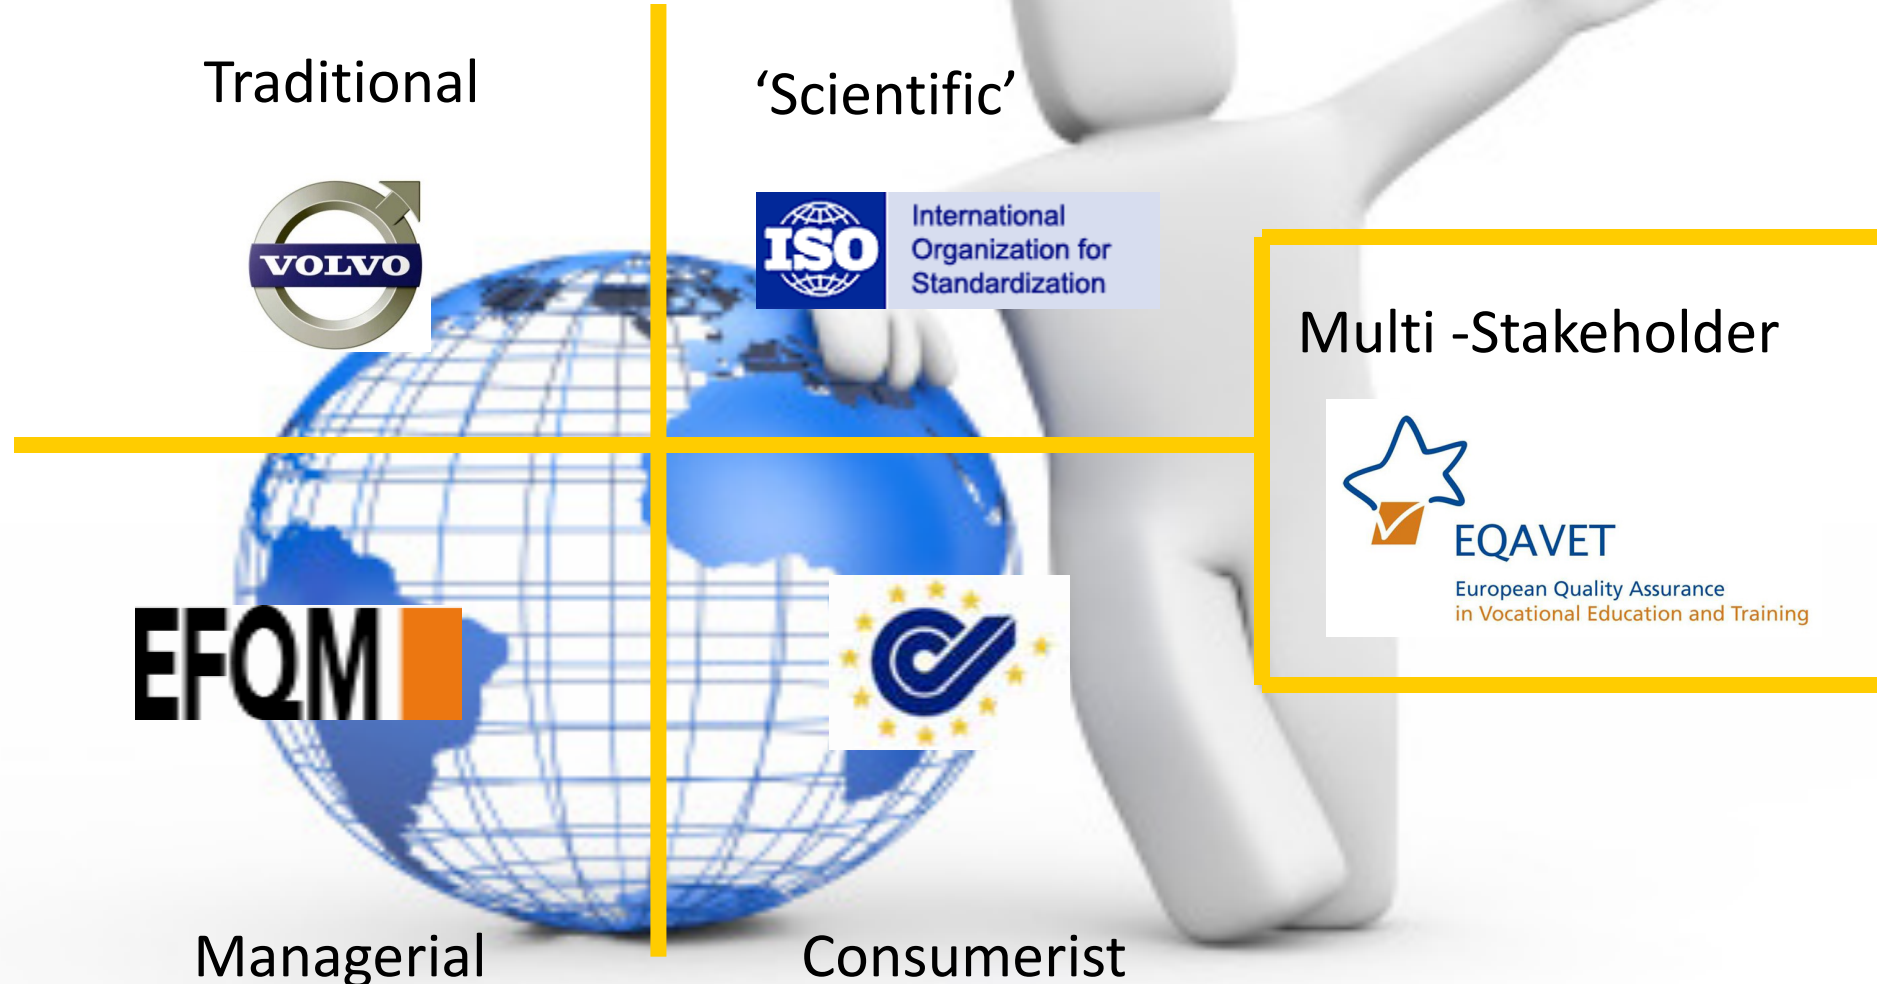 Traditional
‘Scientific’
VOLVO
ISO
International
Organization for
Standardization
Multi -Stakeholder
EQAVET
European Quality Assurance
in Vocational Education and Training
EFQM
Managerial
Consumerist